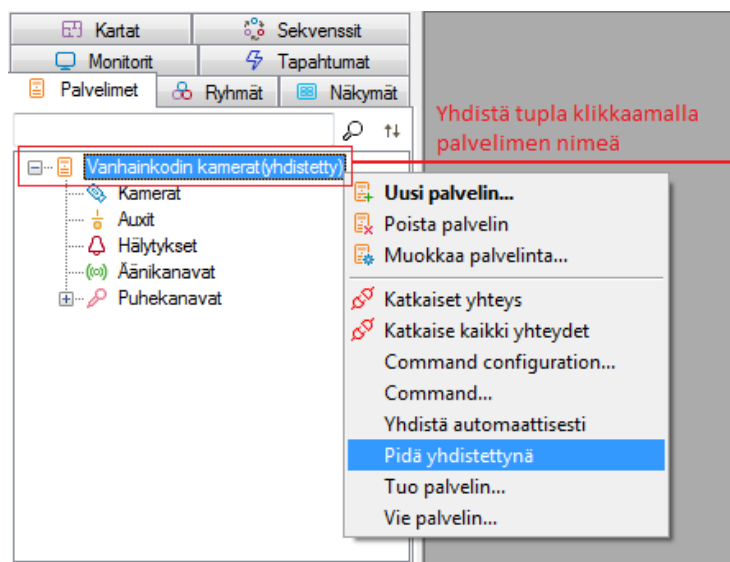 Kartat
Sekvenssit
Monitorit
Tapahtumat
Palvelimet
Ryhmät
Näkymät
Yhdistä tupla klikkaamalla
palvelimen nimeä
Vanhainkodin kamerat(yhdistetty)
Kamerat
Auxit
Hälytykset
Äänikanavat
Puhekanavat
Uusi palvelin...
Poista palvelin
Muokkaa palvelinta...
Katkaiset yhteys
Katkaise kaikki yhteydet
Command configuration...
Command...
Yhdistä automaattisesti
Pidä yhdistettynä
Tuo palvelin...
Vie palvelin...